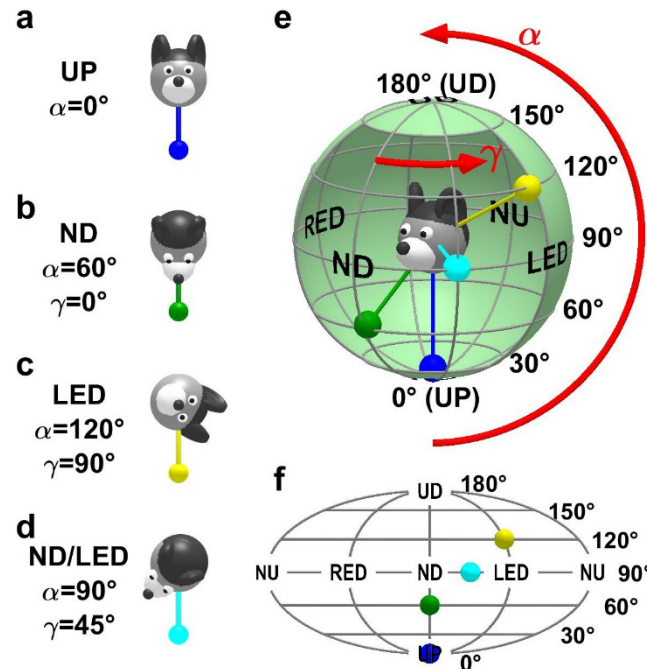 a
UP
α=0°
b
ND
α=60°
γ=0°
c
LED
α=120°
γ=90°
d
ND/LED
α=90°
γ=45°
e
α
180° (UD)
UD
150°
120°
90°
60°
30°
0° (UP)
γ
RED
ND
NU
LED
f
UD
180°
150°
120°
NU
RED
ND
LED
NU
90°
60°
30°
UP
0°